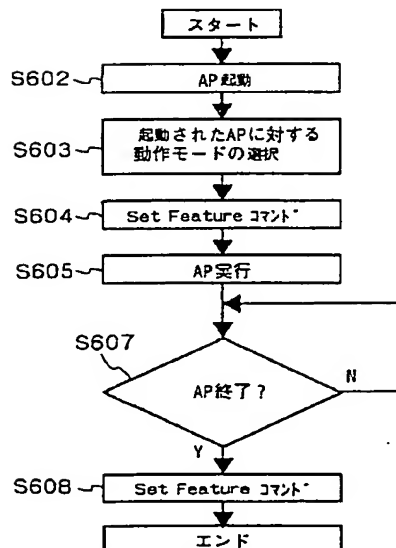 スタート
S602
AP起動
S603
起動されたAPに対する
動作モードの選択
S604
Set Feature コマンド
S605
AP実行
S607
AP終了？
N
Y
S608
Set Feature コマンド
エンド